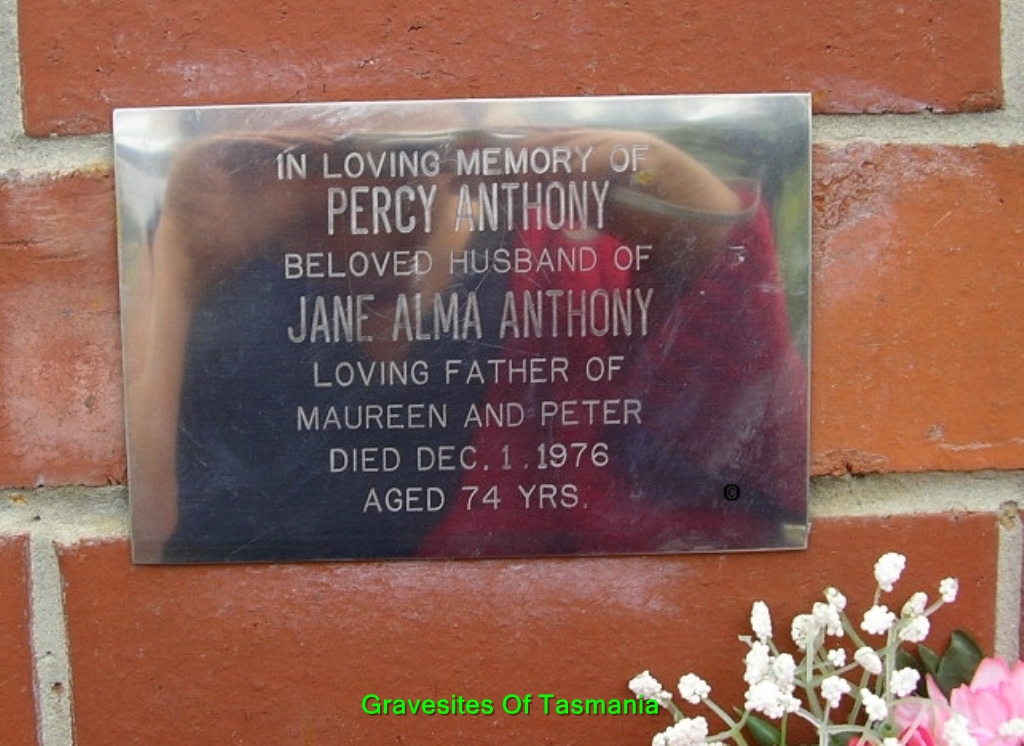 IN LOVING MEMORY OF
PERCY ANTHONY
BELOVED HUSBAND OF
JANE ALMA ANTHONY
LOVING FATHER OF
MAUREEN AND PETER
DIED DEC. 1. 1976
AGED 74 YRS.
©
Gravesites Of Tasmania